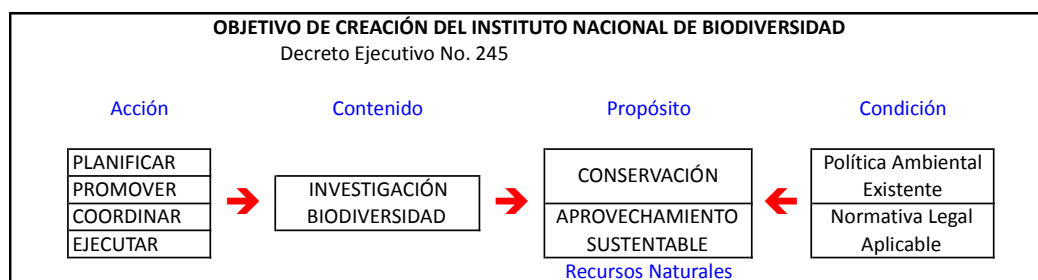 OBJETIVO DE CREACIÓN DEL INSTITUTO NACIONAL DE BIODIVERSIDAD
Decreto Ejecutivo No. 245
Acción
Contenido
Propósito
Condición
PLANIFICAR
PROMOVER
COORDINAR
EJECUTAR
INVESTIGACIÓN
BIODIVERSIDAD
CONSERVACIÓN
APROVECHAMIENTO
SUSTENTABLE
Recursos Naturales
Política Ambiental
Existente
Normativa Legal
Aplicable